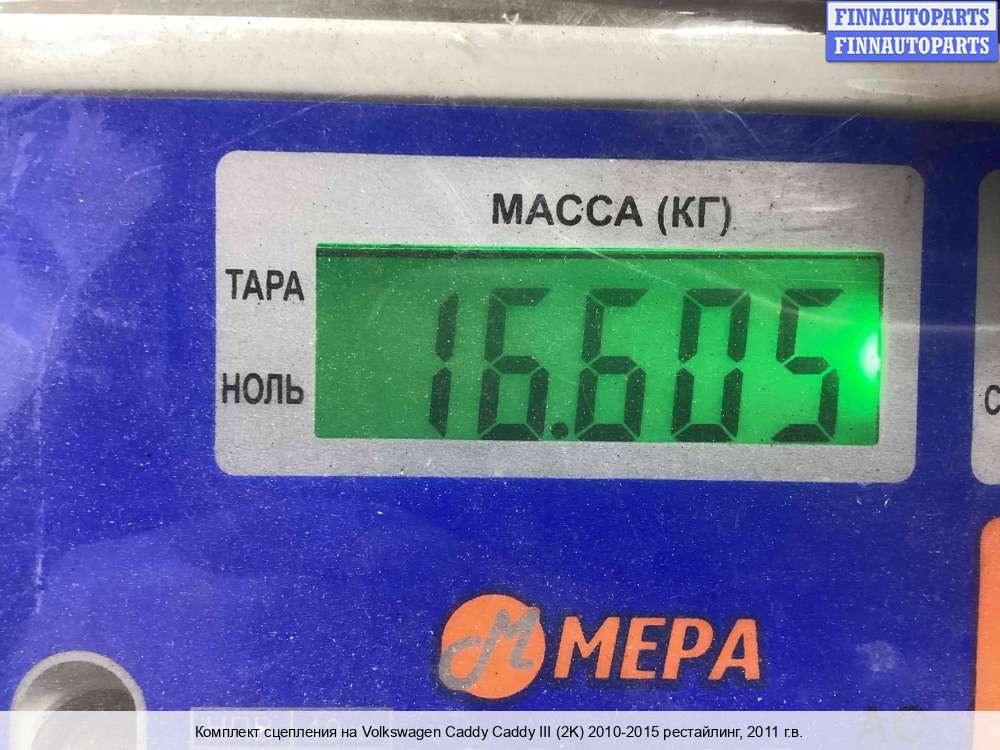 FINNAUTOPARTS
FINNAUTOPARTS
МАССА (КГ)
ТАРА
16.605
НОЛЬ
С
М МЕРА
Комплект сцепления на Volkswagen Caddy Caddy III (2K) 2010-2015 рестайлинг, 2011 г.в.